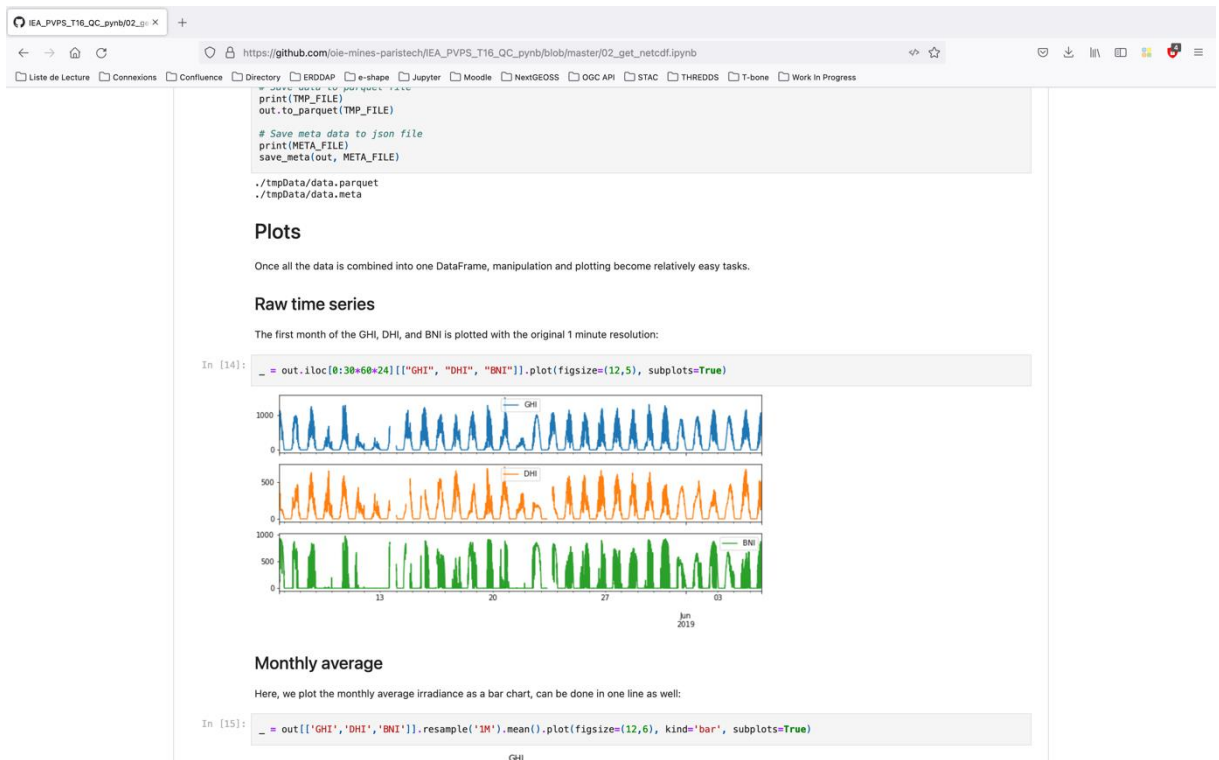 IEA_PVPS_T16_QC_pynb/02_ge
https://github.com/oie-mines-paristech/IEA_PVPS_T16_QC_pynb/blob/master/02_get_netcdf.ipynb
4
Liste de Lecture Connexions Confluence Directory ERDDAP e-shape Jupyter Moodle NextGEOSS OGC API STAC THREDDS T-bone Work In Progress
# Save data to parquet file
print(TMP_FILE)
out.to_parquet(TMP_FILE)
# Save meta data to json file
print(META_FILE)
save_meta(out, META_FILE)
./tmpData/data.parquet
./tmpData/data.meta
Plots
Once all the data is combined into one DataFrame, manipulation and plotting become relatively easy tasks.
Raw time series
The first month of the GHI, DHI, and BNI is plotted with the original 1 minute resolution:
In [14]: _ = out.iloc[0:30*60*24][["GHI", "DHI", "BNI"]].plot(figsize=(12,5), subplots=True)
GHI
1000
0
DHI
500
0
BNI
1000
500
0
13 20 27 03
Jun
2019
Monthly average
Here, we plot the monthly average irradiance as a bar chart, can be done in one line as well:
In [15]: _ = out[['GHI','DHI','BNI']].resample('1M').mean().plot(figsize=(12,6), kind='bar', subplots=True)
GHI